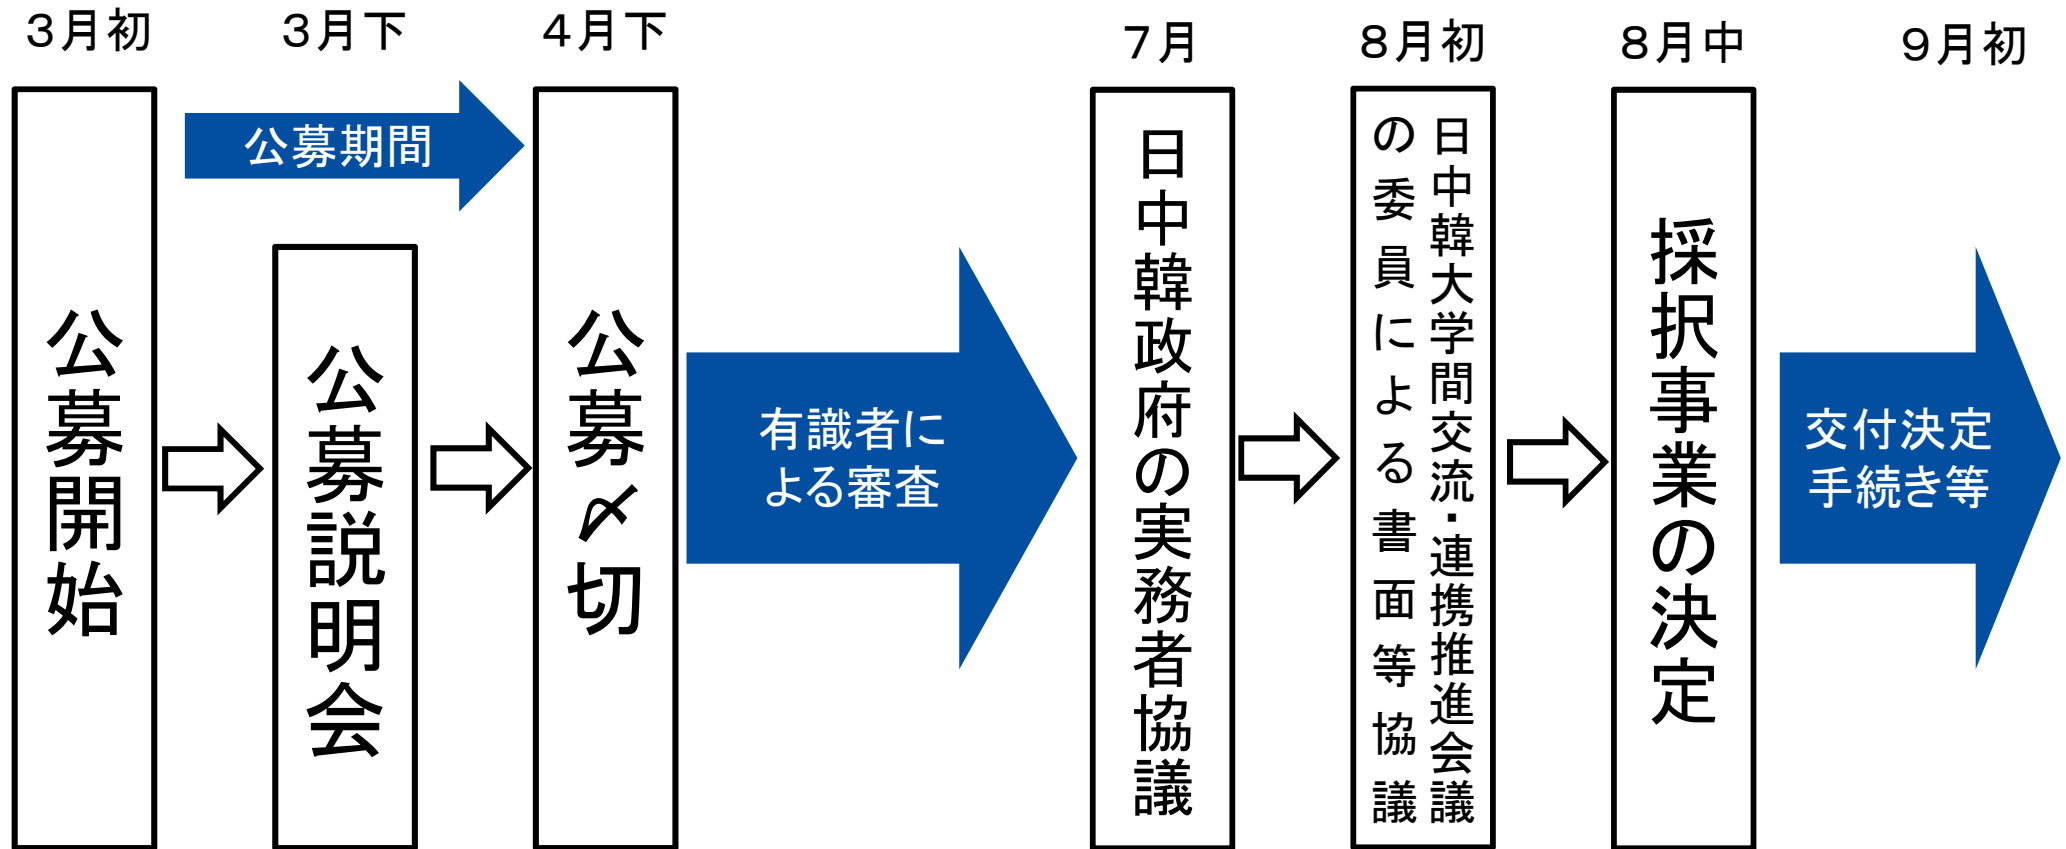 ３月初
３月下
４月下
７月
８月初
８月中
９月初
公募開始
公募期間
公募説明会
公募〆切
有識者に
よる審査
日中韓政府の実務者協議
日中韓大学間交流・連携推進会議
の委員による書面等協議
採択事業の決定
交付決定
手続き等